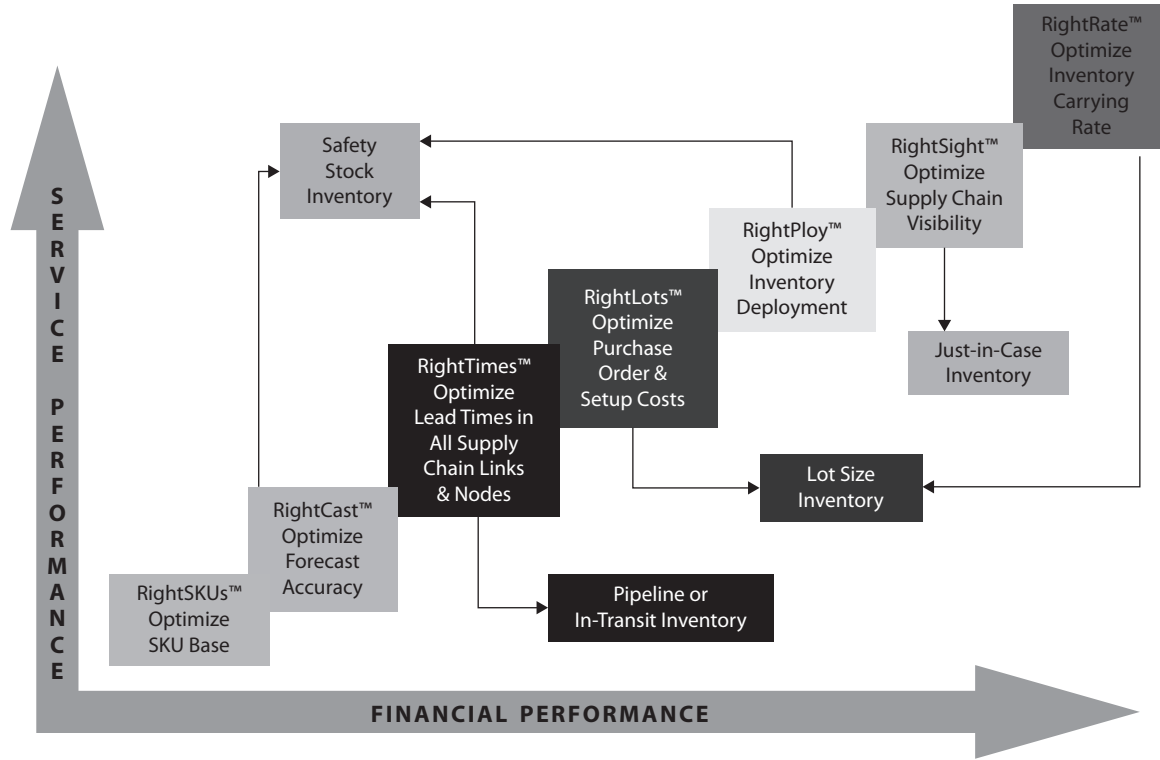 RightRate™
Optimize
Inventory
Carrying
Rate
RightSight™
Optimize
Supply Chain
Visibility
Safety
Stock
Inventory
RightPloy™
Optimize
Inventory
Deployment
RightLots™
Optimize
Purchase
Order &
Setup Costs
Just-in-Case
Inventory
RightTimes™
Optimize
Lead Times in
All Supply
Chain Links
& Nodes
Lot Size
Inventory
RightCast™
Optimize
Forecast
Accuracy
Pipeline or
In-Transit Inventory
RightSKUs™
Optimize
SKU Base
SERVICE PERFORMANCE
FINANCIAL PERFORMANCE